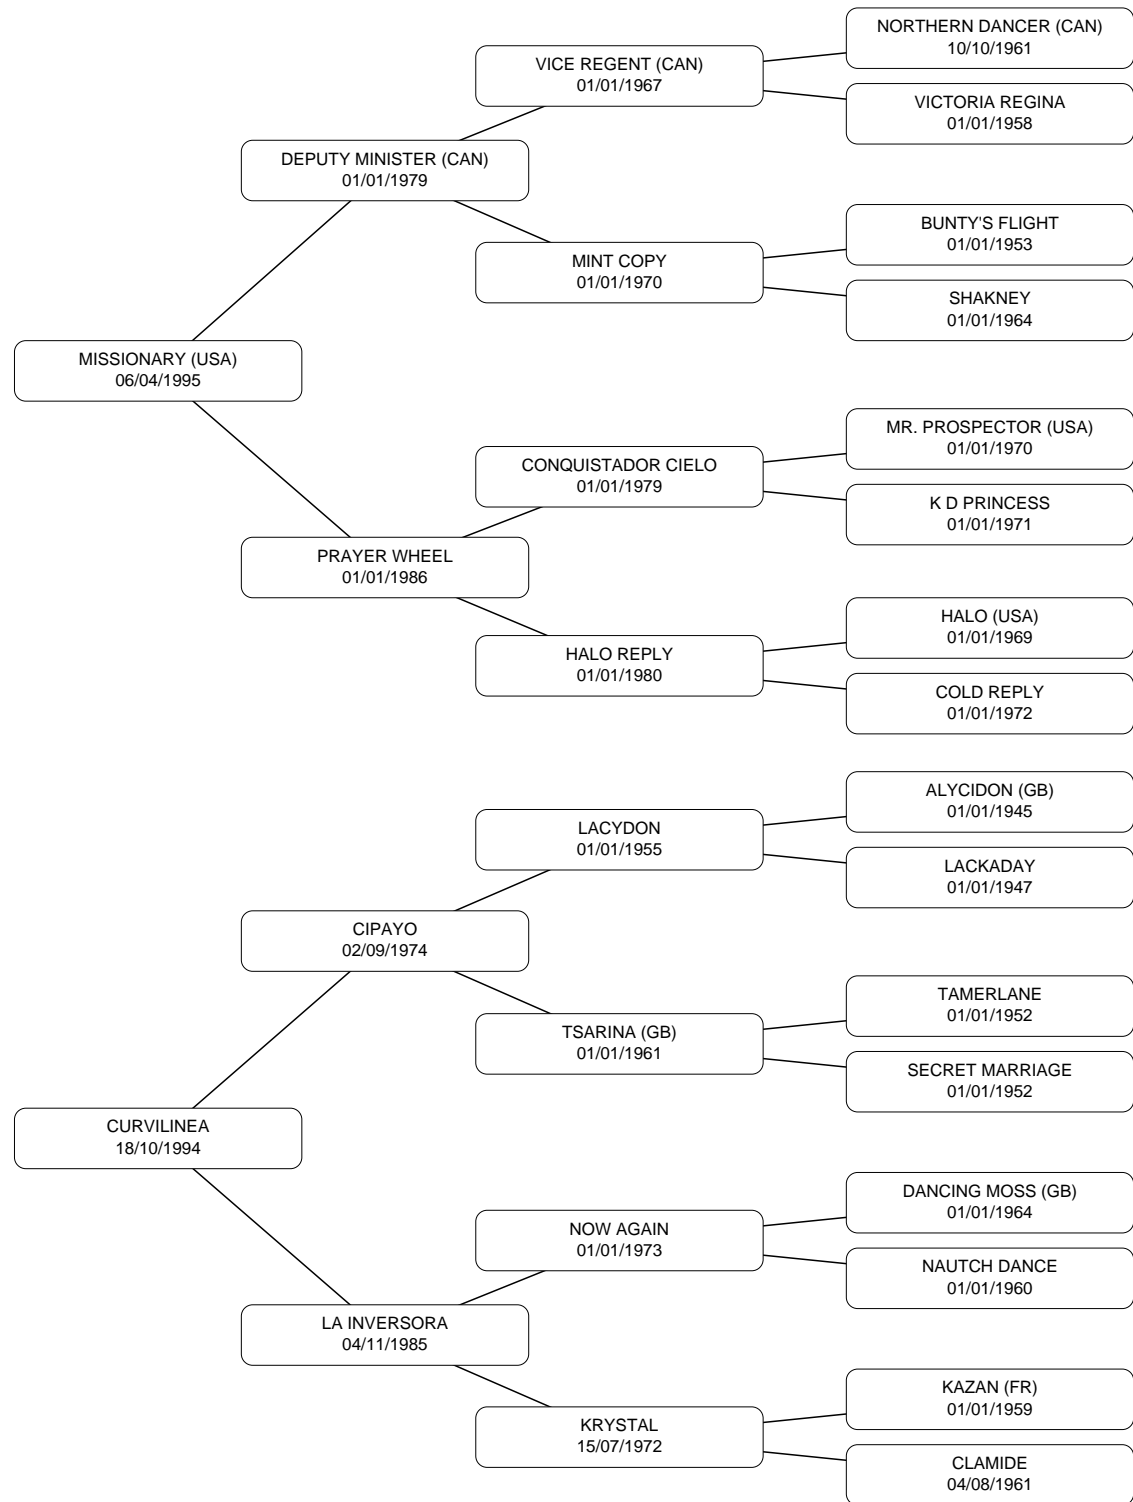 NORTHERN DANCER (CAN)
10/10/1961
VICE REGENT (CAN)
01/01/1967
VICTORIA REGINA
01/01/1958
DEPUTY MINISTER (CAN)
01/01/1979
BUNTY'S FLIGHT
01/01/1953
MINT COPY
01/01/1970
SHAKNEY
01/01/1964
MISSIONARY (USA)
06/04/1995
MR. PROSPECTOR (USA)
01/01/1970
CONQUISTADOR CIELO
01/01/1979
K D PRINCESS
01/01/1971
PRAYER WHEEL
01/01/1986
HALO (USA)
01/01/1969
HALO REPLY
01/01/1980
COLD REPLY
01/01/1972
ALYCIDON (GB)
01/01/1945
LACYDON
01/01/1955
LACKADAY
01/01/1947
CIPAYO
02/09/1974
TAMERLANE
01/01/1952
TSARINA (GB)
01/01/1961
SECRET MARRIAGE
01/01/1952
CURVILINEA
18/10/1994
DANCING MOSS (GB)
01/01/1964
NOW AGAIN
01/01/1973
NAUTCH DANCE
01/01/1960
LA INVERSORA
04/11/1985
KAZAN (FR)
01/01/1959
KRYSTAL
15/07/1972
CLAMIDE
04/08/1961